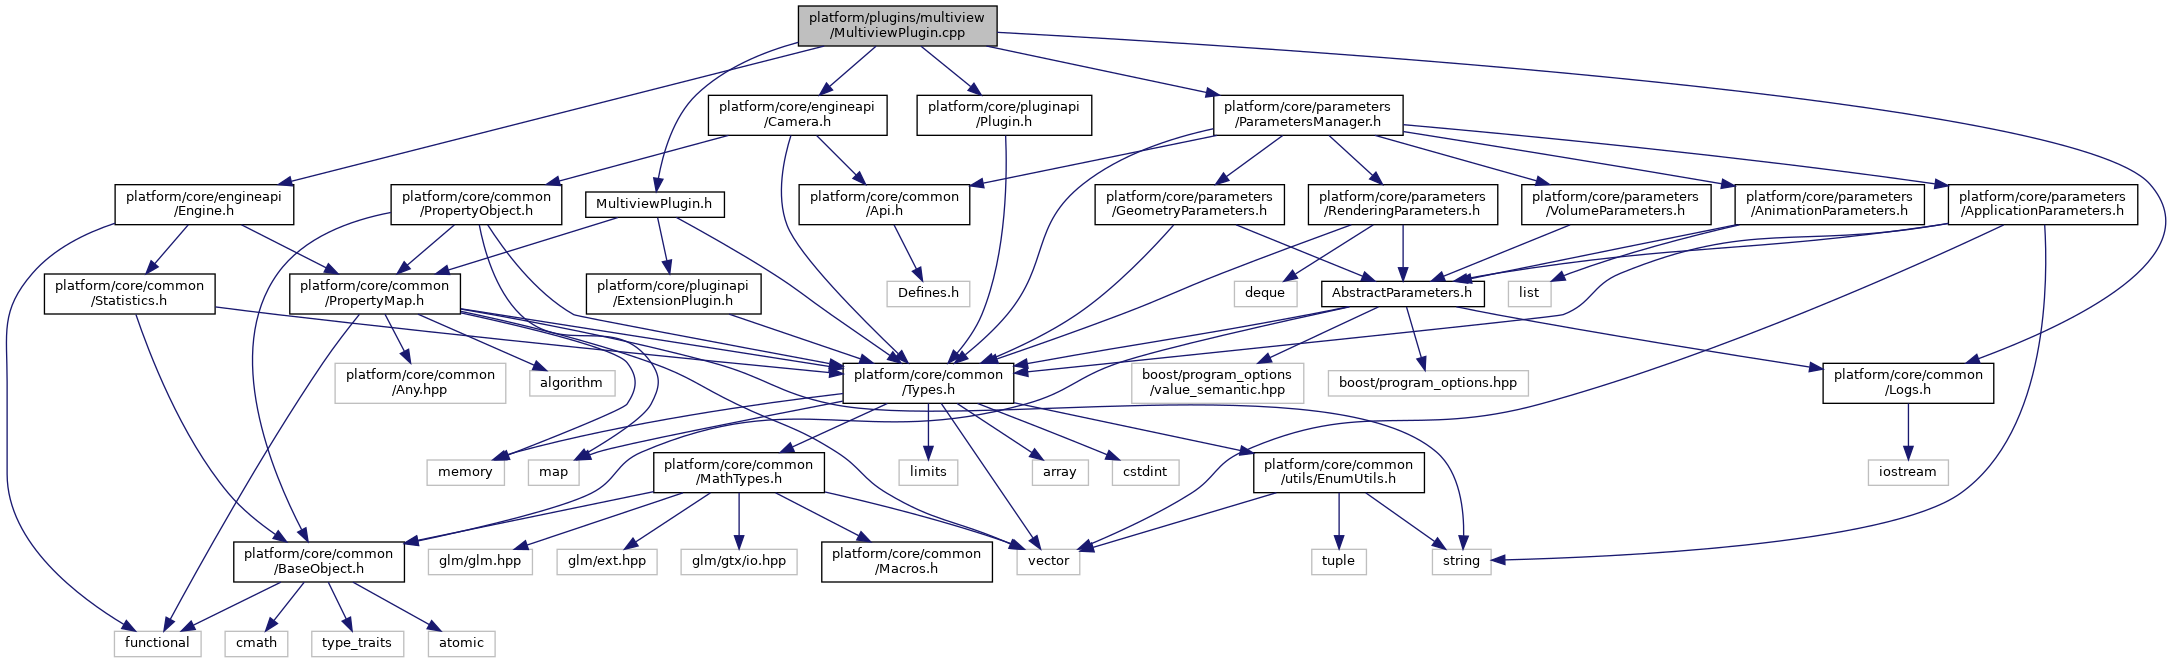 platform/plugins/multiview
/MultiviewPlugin.cpp
platform/core/engineapi
/Camera.h
platform/core/pluginapi
/Plugin.h
platform/core/parameters
/ParametersManager.h
platform/core/engineapi
/Engine.h
platform/core/common
/PropertyObject.h
MultiviewPlugin.h
platform/core/common
/Api.h
platform/core/parameters
/GeometryParameters.h
platform/core/parameters
/RenderingParameters.h
platform/core/parameters
/VolumeParameters.h
platform/core/parameters
/AnimationParameters.h
platform/core/parameters
/ApplicationParameters.h
platform/core/common
/Statistics.h
platform/core/common
/PropertyMap.h
platform/core/pluginapi
/ExtensionPlugin.h
Defines.h
deque
AbstractParameters.h
list
platform/core/common
/Any.hpp
algorithm
platform/core/common
/Types.h
boost/program_options
/value_semantic.hpp
boost/program_options.hpp
platform/core/common
/Logs.h
memory
map
platform/core/common
/MathTypes.h
limits
array
cstdint
platform/core/common
/utils/EnumUtils.h
iostream
platform/core/common
/BaseObject.h
glm/glm.hpp
glm/ext.hpp
glm/gtx/io.hpp
platform/core/common
/Macros.h
vector
tuple
string
functional
cmath
type_traits
atomic